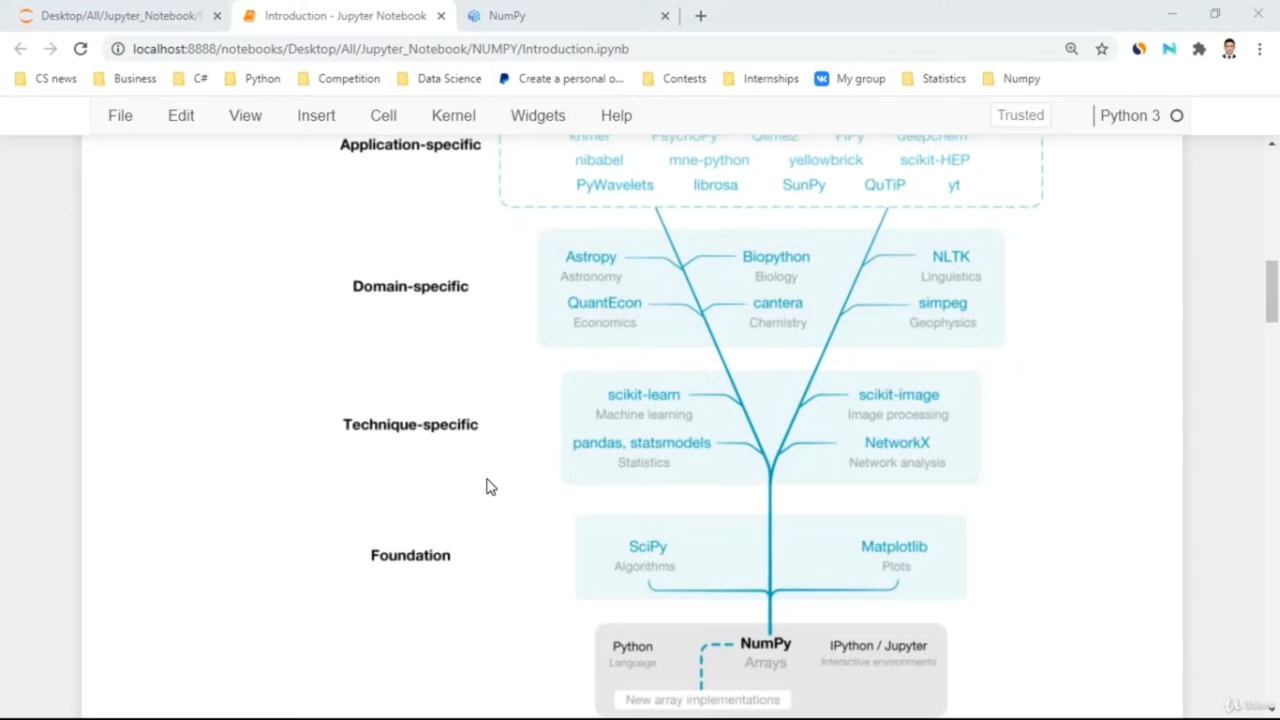 Desktop/All/Jupyter_Notebook/
Introduction - Jupyter Notebook
NumPy
localhost:8888/notebooks/Desktop/All/Jupyter_Notebook/NUMPY/Introduction.ipynb
CS news Business C# Python Competition Data Science Create a personal o... Contests Internships My group Statistics Numpy
File Edit View Insert Cell Kernel Widgets Help Trusted Python 3
khmer PsychoPy Qiime2 FiPy deepchem
Application-specific
nibabel mne-python yellowbrick scikit-HEP
PyWavelets librosa SunPy QuTiP yt
Astropy Biopython NLTK
Astronomy Biology Linguistics
Domain-specific
QuantEcon cantera simpeg
Economics Chemistry Geophysics
scikit-learn scikit-image
Machine learning Image processing
Technique-specific
pandas, statsmodels NetworkX
Statistics Network analysis
SciPy Matplotlib
Foundation
Algorithms Plots
Python NumPy IPython / Jupyter
Language Arrays Interactive environments
New array implementations